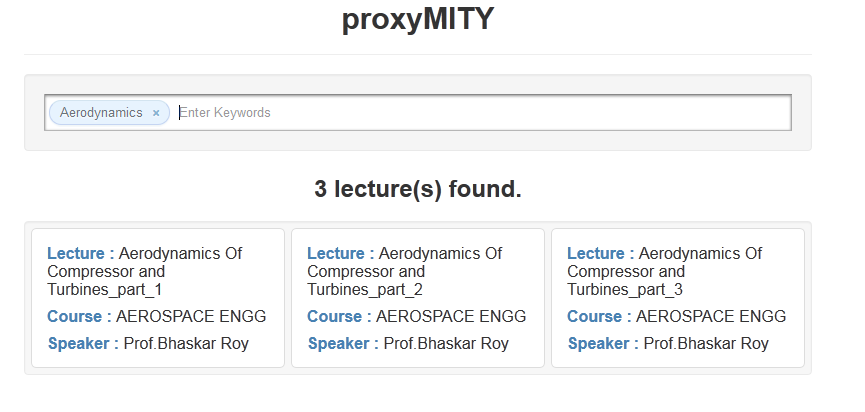 proxyMITY
Aerodynamics × Enter Keywords
3 lecture(s) found.
Lecture : Aerodynamics Of
Compressor and
Turbines_part_1
Course : AEROSPACE ENGG
Speaker : Prof.Bhaskar Roy
Lecture : Aerodynamics Of
Compressor and
Turbines_part_2
Course : AEROSPACE ENGG
Speaker : Prof.Bhaskar Roy
Lecture : Aerodynamics Of
Compressor and
Turbines_part_3
Course : AEROSPACE ENGG
Speaker : Prof.Bhaskar Roy